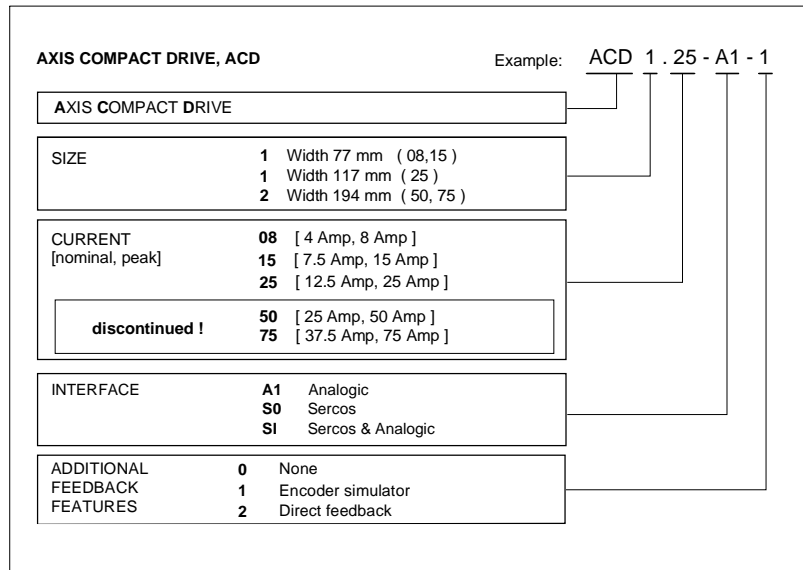 AXIS COMPACT DRIVE, ACD Example: ACD 1 . 25 - A1 - 1
AXIS COMPACT DRIVE
SIZE 1 Width 77 mm ( 08,15 )
1 Width 117 mm ( 25 )
2 Width 194 mm ( 50, 75 )
CURRENT 08 [ 4 Amp, 8 Amp ]
[nominal, peak] 15 [ 7.5 Amp, 15 Amp ]
25 [ 12.5 Amp, 25 Amp ]
discontinued ! 50 [ 25 Amp, 50 Amp ]
75 [ 37.5 Amp, 75 Amp ]
INTERFACE A1 Analogic
S0 Sercos
SI Sercos & Analogic
ADDITIONAL 0 None
FEEDBACK 1 Encoder simulator
FEATURES 2 Direct feedback